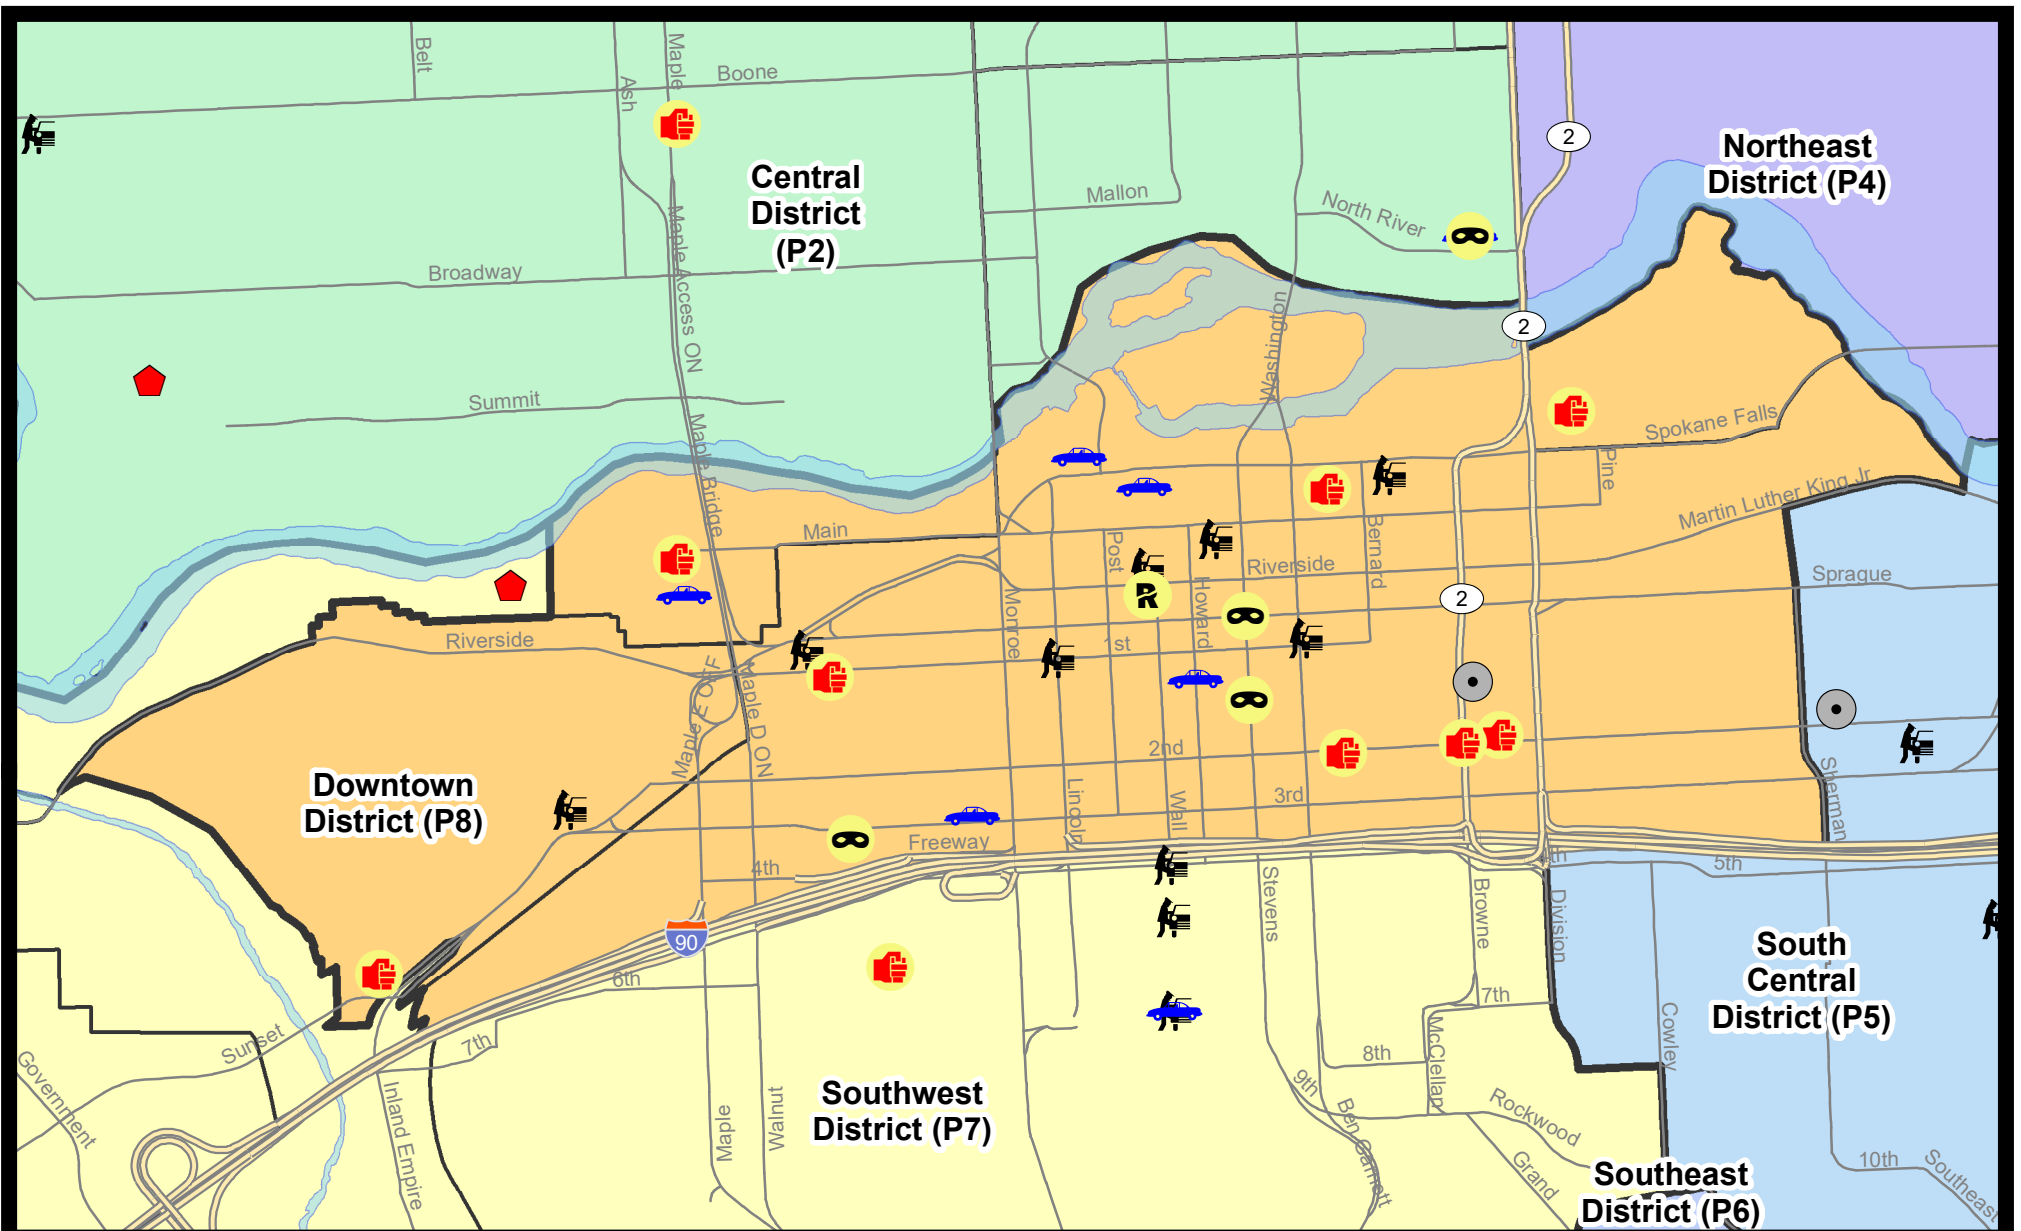 Belt
Maple
Ash
Boone
2
Northeast
District (P4)
Central
District
(P2)
Mallon
North River
Maple Access ON
Broadway
Washington
2
Summit
Spokane Falls
Maple Bridge
Pine
Martin Luther King Jr
Main
Post
Bernard
Riverside
Sprague
Howard
Monroe
2
Riverside
1st
Maple E OFF
Maple D ON
2nd
Sherman
Downtown
District (P8)
Lincoln
Wall
3rd
Freeway
4th
4th
5th
Stevens
Browne
Division
90
6th
South
Central
District (P5)
7th
Sunset
7th
McClellan
Cowley
8th
Government
Inland Empire
9th
Southwest
District (P7)
Maple
Walnut
Ben Garnett
Rockwood
Grand
10th
Southeast
Southeast
District (P6)